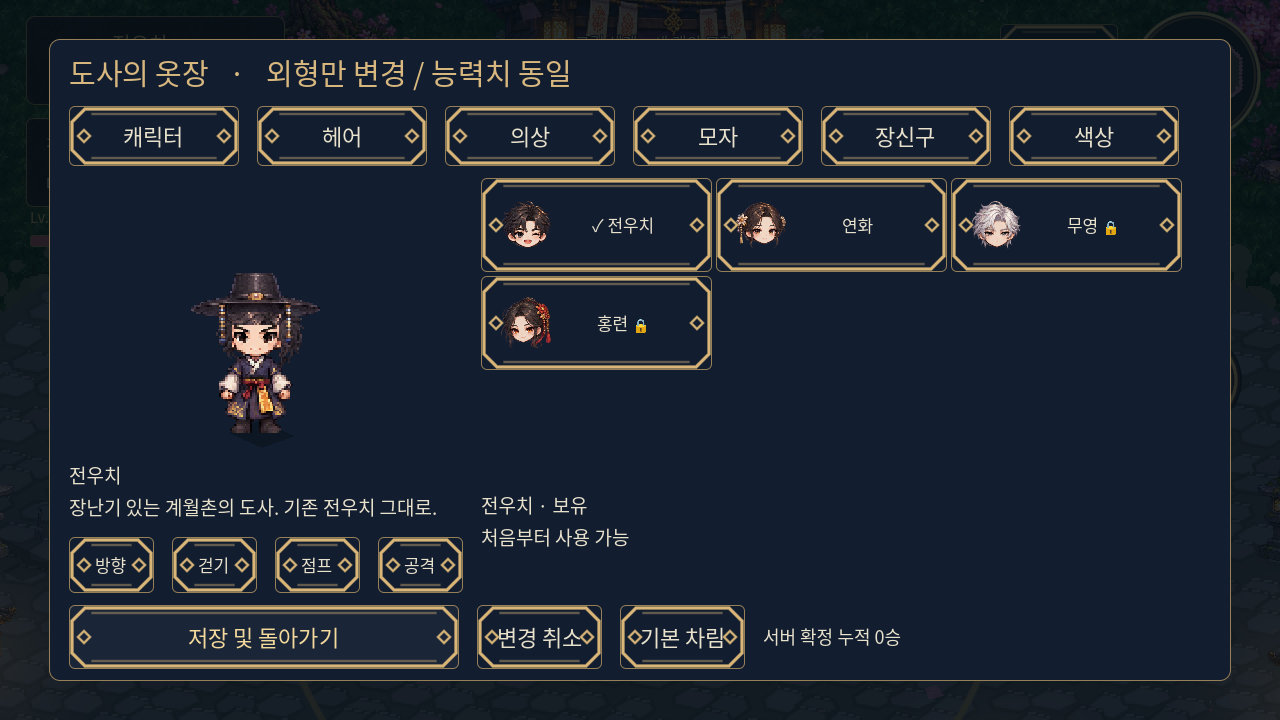 전우치
도사의 옷장 · 외형만 변경 / 능력치 동일
캐릭터 헤어 의상 모자 장신구 색상
✓ 전우치 연화 무영 🔒
홍련 🔒
Lv.
전우치
장난기 있는 계월촌의 도사. 기존 전우치 그대로.
전우치 · 보유
처음부터 사용 가능
방향 걷기 점프 공격
저장 및 돌아가기 변경 취소 기본 차림 서버 확정 누적 0승